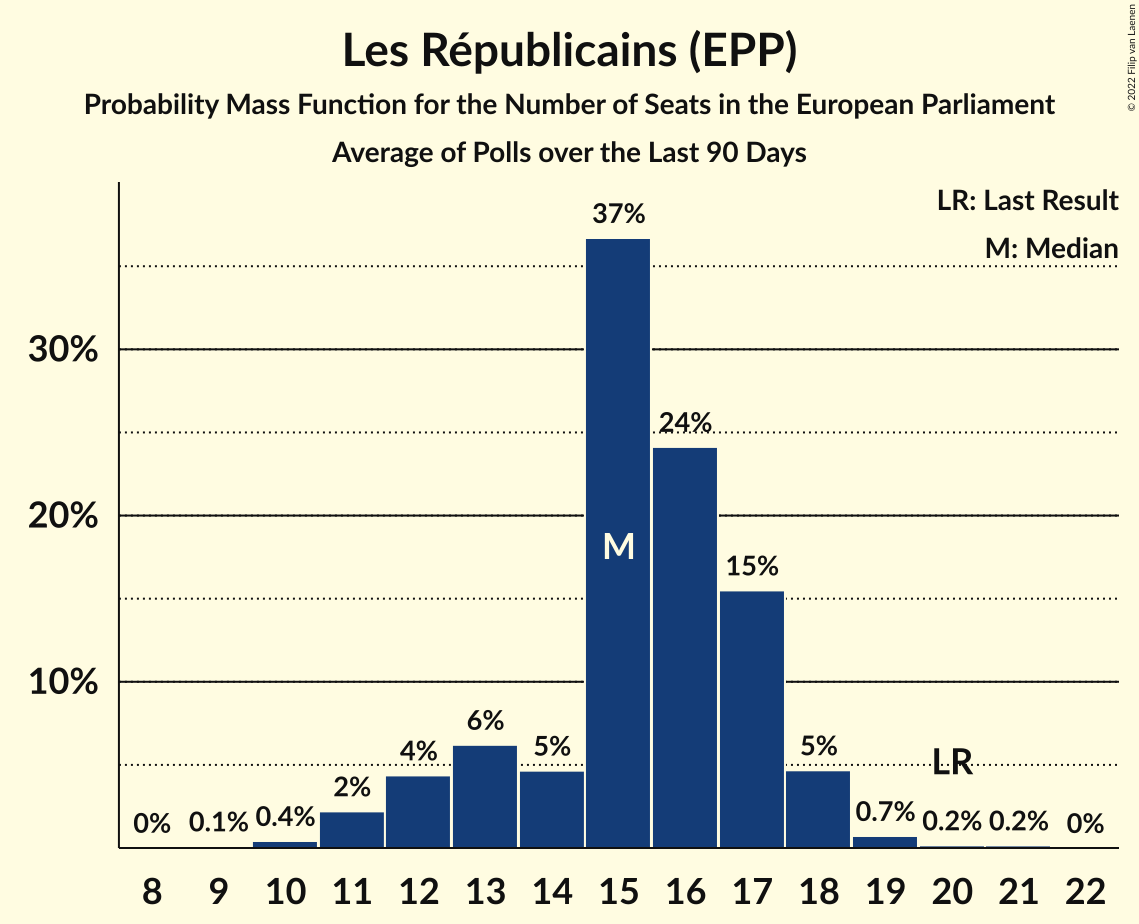 Les Républicains (EPP)
Probability Mass Function for the Number of Seats in the European Parliament
Average of Polls over the Last 90 Days
© 2022 Filip van Laenen
LR: Last Result
M: Median
37%
30%
24%
20%
M
15%
10%
6%
5%
4%
5%
LR
2%
0%
0.1%
0.4%
0.7%
0.2%
0.2%
0%
8 9 10 11 12 13 14 15 16 17 18 19 20 21 22